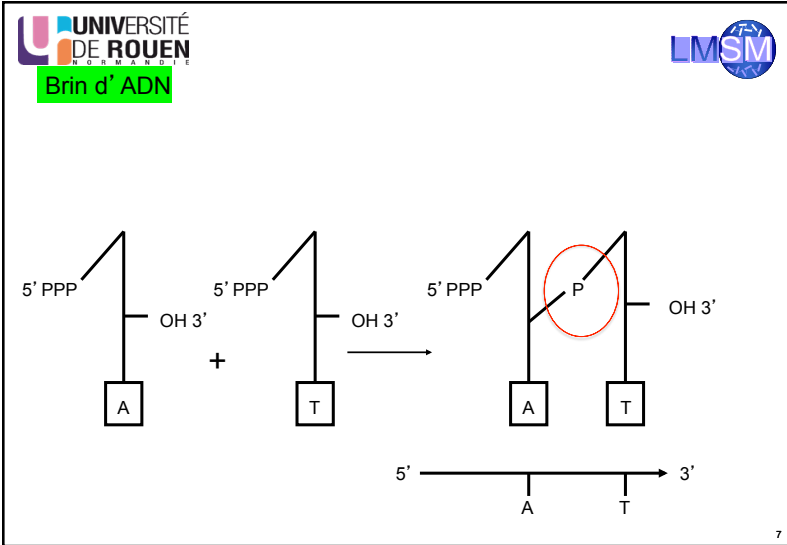 UNIVERSITÉ
DE ROUEN
NORMANDIE
LMSM
Brin d’ ADN
5’ PPP
OH 3’
A
+
5’ PPP
OH 3’
T
5’ PPP
P
OH 3’
A
T
5’
3’
A
T
7